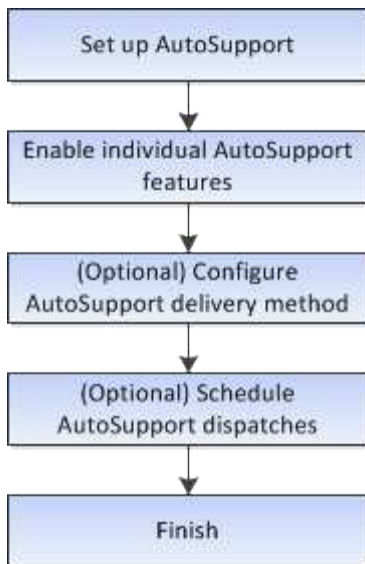 Set up AutoSupport
Enable individual AutoSupport
features
(Optional) Configure
AutoSupport delivery method
(Optional) Schedule
AutoSupport dispatches
Finish